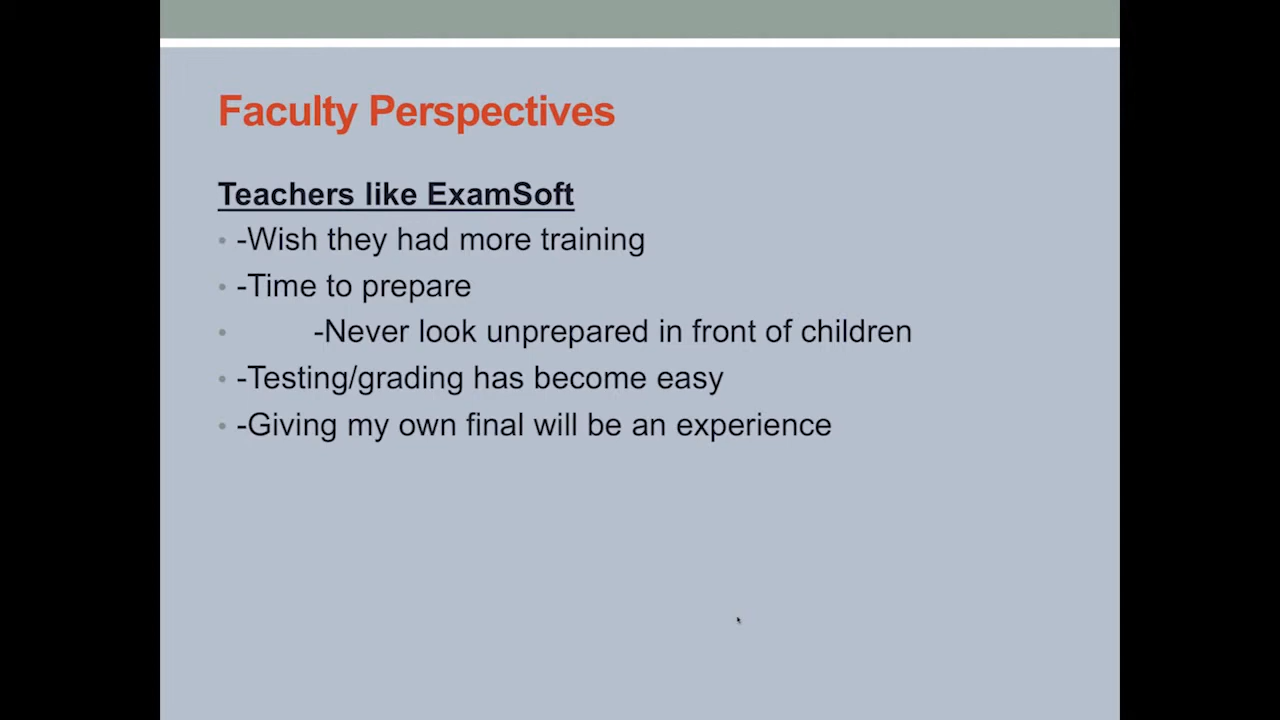 Faculty Perspectives
Teachers like ExamSoft
• -Wish they had more training
• -Time to prepare
• -Never look unprepared in front of children
• -Testing/grading has become easy
• -Giving my own final will be an experience